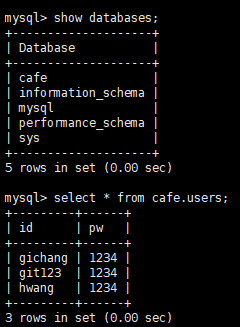 mysql> show databases;
+--------------------+
| Database           |
+--------------------+
| cafe               |
| information_schema |
| mysql              |
| performance_schema |
| sys                |
+--------------------+
5 rows in set (0.00 sec)

mysql> select * from cafe.users;
+---------+------+
| id      | pw   |
+---------+------+
| gichang | 1234 |
| git123  | 1234 |
| hwang   | 1234 |
+---------+------+
3 rows in set (0.00 sec)